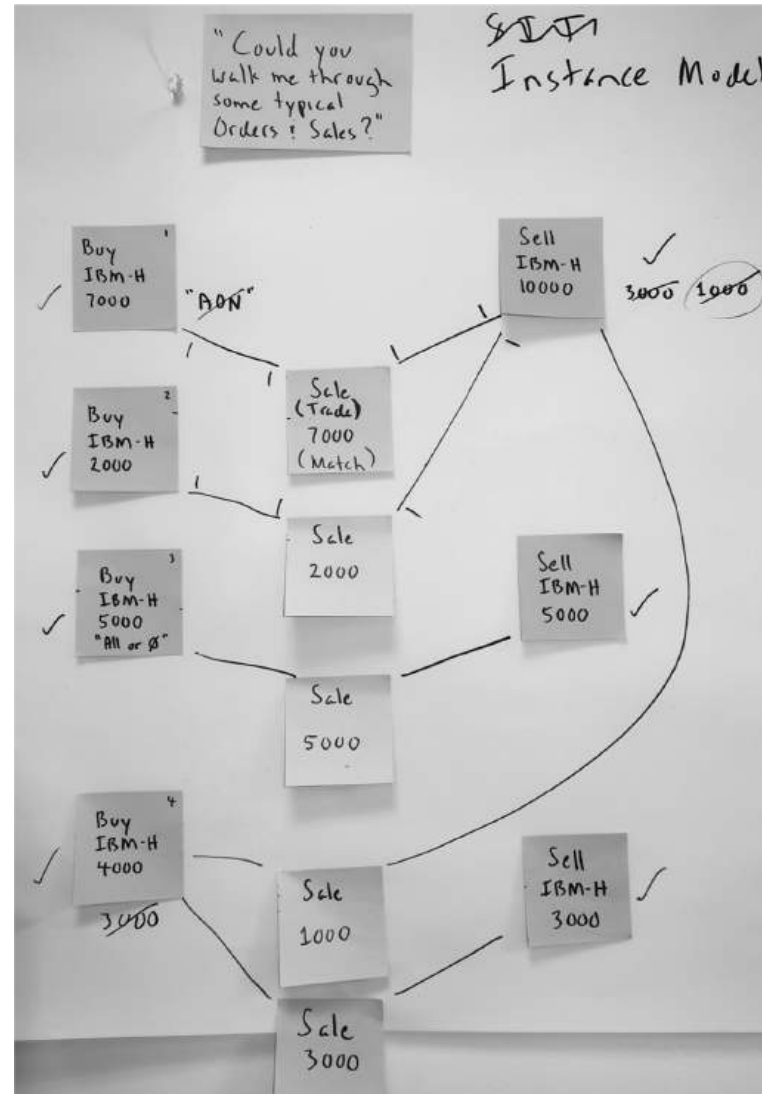 "Could you
walk me through
some typical
Orders & Sales?"
Instance Model
1
Buy
IBM-H
7000
"AON"
Sell
IBM-H
10000
3000 1000
Sale
(Trade)
7000
(Match)
2
Buy
IBM-H
2000
Sale
2000
3
Buy
IBM-H
5000
"All or Ø"
Sell
IBM-H
5000
Sale
5000
4
Buy
IBM-H
4000
3000
Sale
1000
Sell
IBM-H
3000
Sale
3000